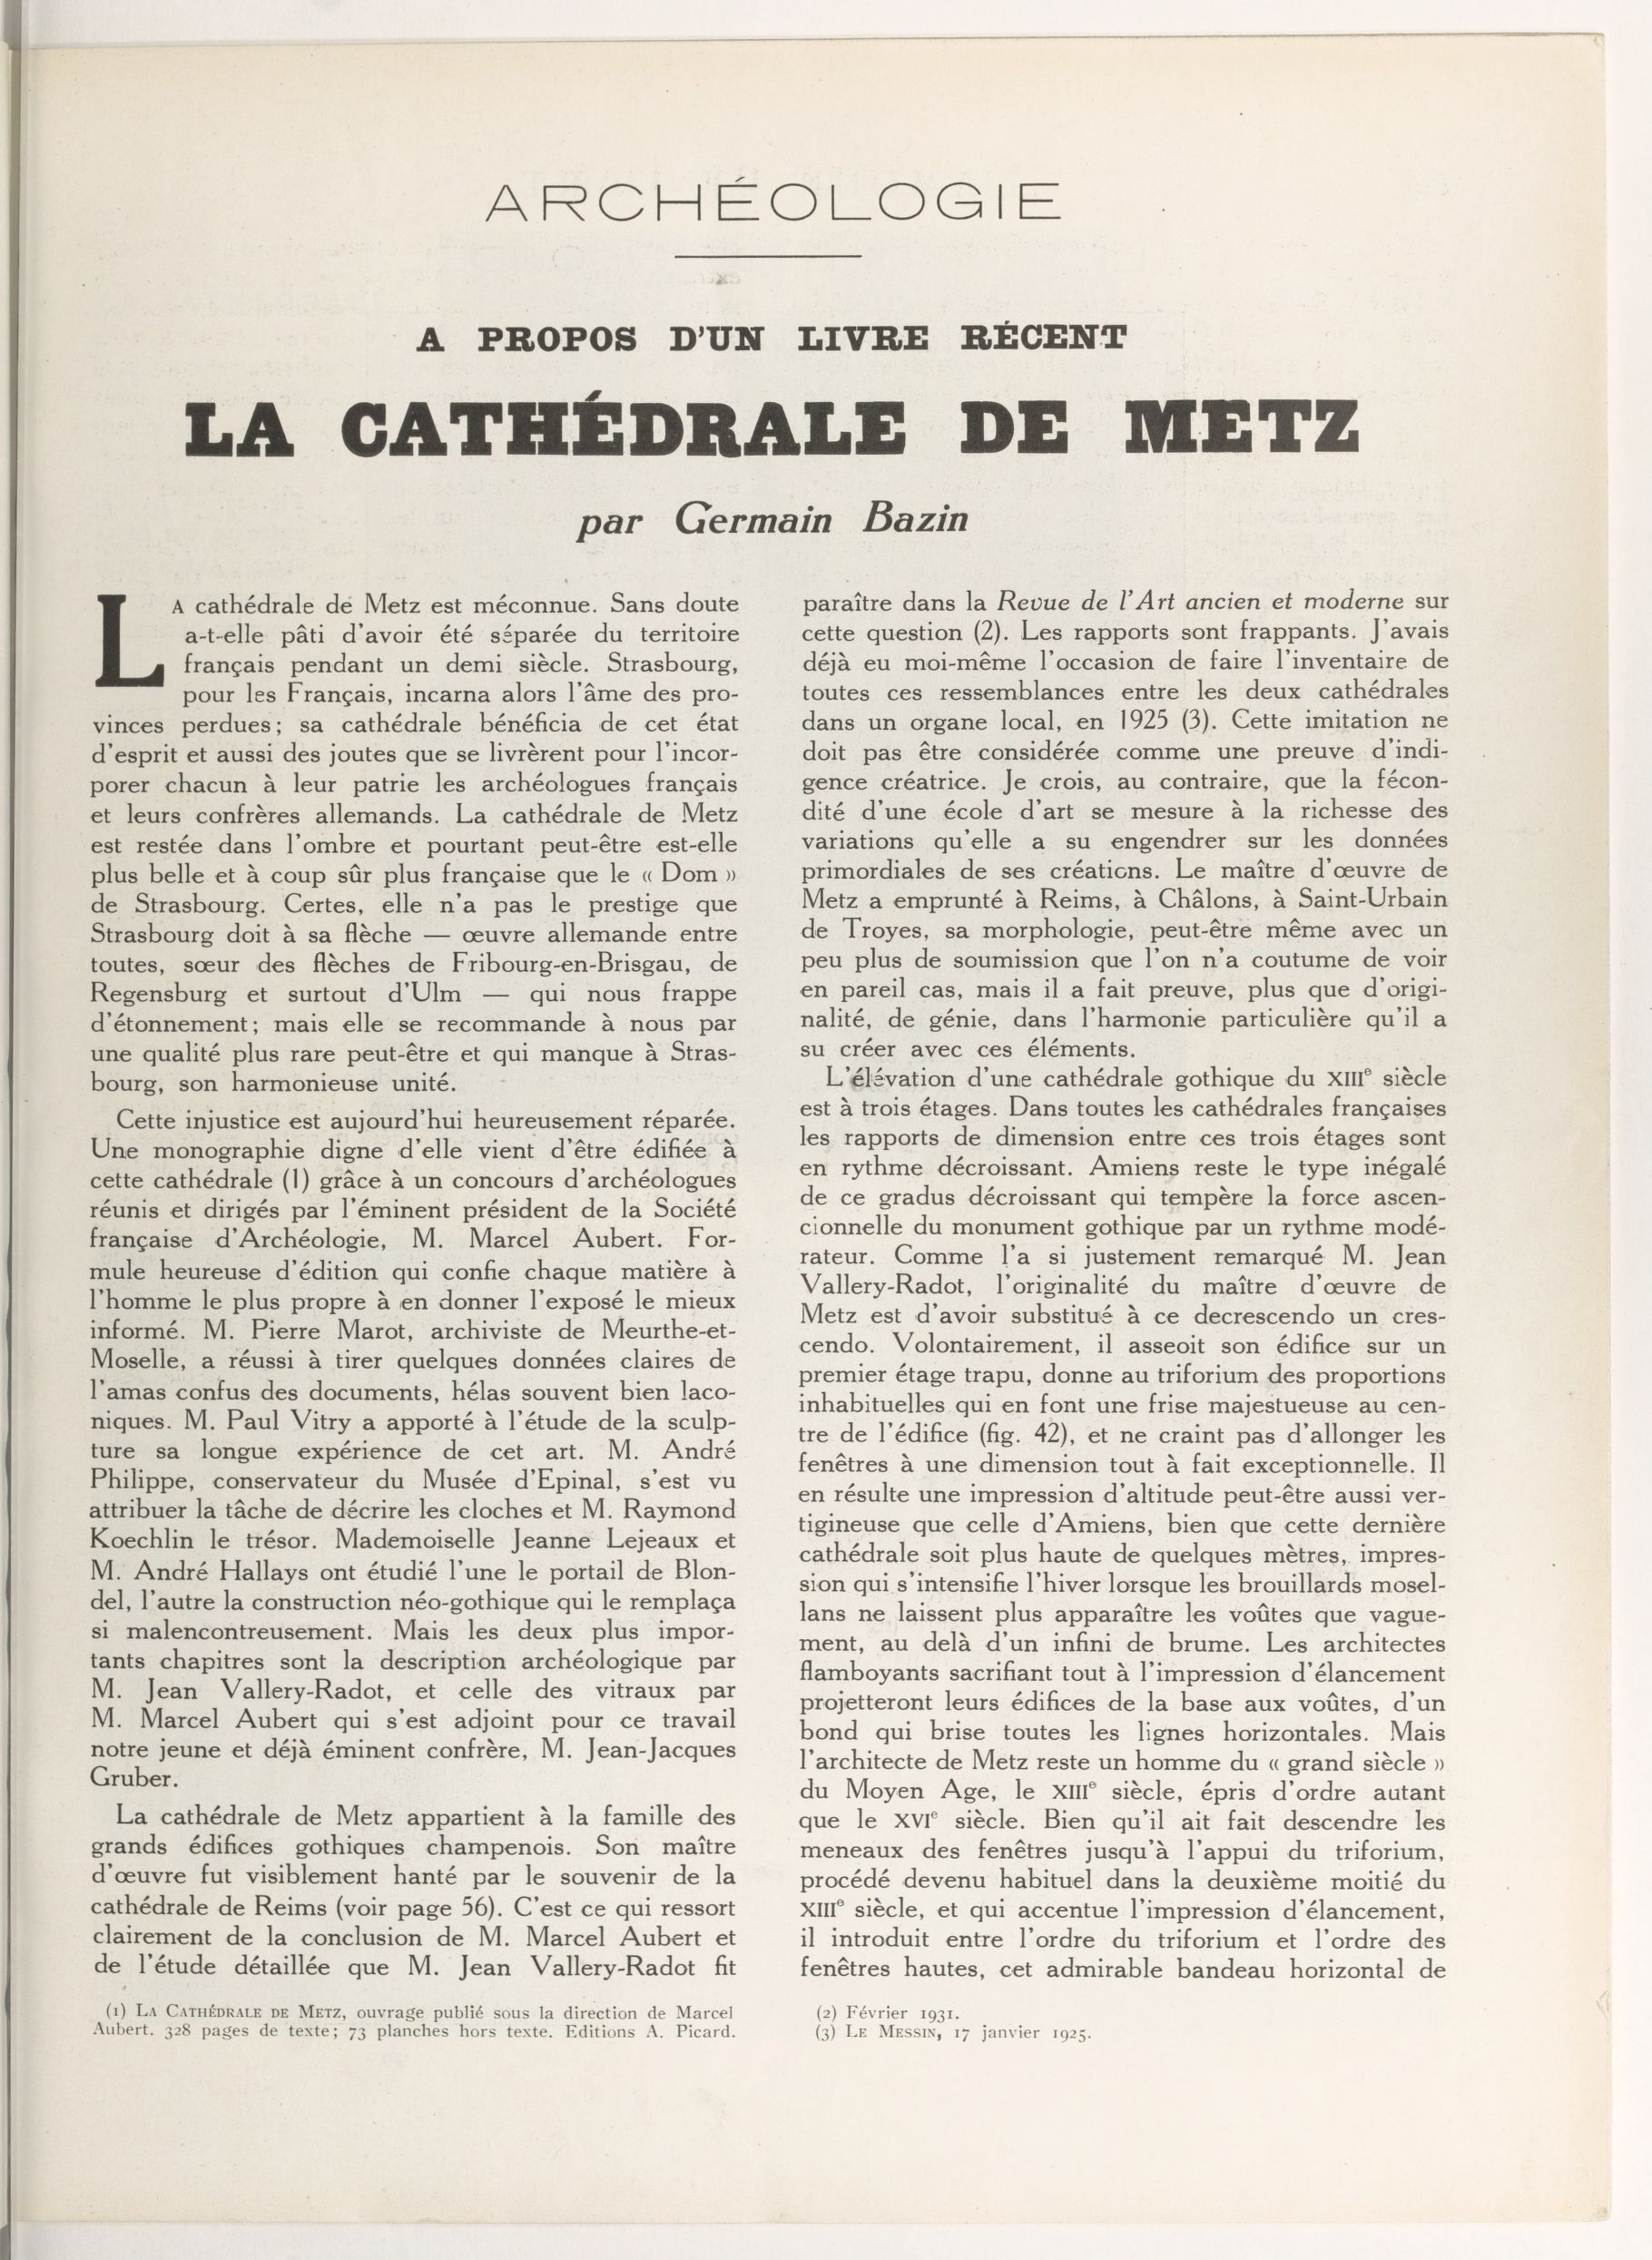 ARCHÉOLOGIE
A PROPOS D'UN LIVRE RÉCENT
LA CATHÉDRALE DE METZ
par Germain Bazin
LA cathédrale de Metz est méconnue. Sans doute
a-t-elle pâti d'avoir été séparée du territoire
français pendant un demi siècle. Strasbourg,
pour les Français, incarna alors l'âme des pro-
vinces perdues; sa cathédrale bénéficia de cet état
d'esprit et aussi des joutes que se livrèrent pour l'incor-
porer chacun à leur patrie les archéologues français
et leurs confrères allemands. La cathédrale de Metz
est restée dans l'ombre et pourtant peut-être est-elle
plus belle et à coup sûr plus française que le « Dom »
de Strasbourg. Certes, elle n'a pas le prestige que
Strasbourg doit à sa flèche — œuvre allemande entre
toutes, sœur des flèches de Fribourg-en-Brisgau, de
Regensburg et surtout d'Ulm — qui nous frappe
d'étonnement; mais elle se recommande à nous par
une qualité plus rare peut-être et qui manque à Stras-
bourg, son harmonieuse unité.
Cette injustice est aujourd'hui heureusement réparée.
Une monographie digne d'elle vient d'être édifiée à
cette cathédrale (1) grâce à un concours d'archéologues
réunis et dirigés par l'éminent président de la Société
française d'Archéologie, M. Marcel Aubert. For-
mule heureuse d'édition qui confie chaque matière à
l'homme le plus propre à en donner l'exposé le mieux
informé. M. Pierre Marot, archiviste de Meurthe-et-
Moselle, a réussi à tirer quelques données claires de
l'amas confus des documents, hélas souvent bien laco-
niques. M. Paul Vitry a apporté à l'étude de la sculp-
ture sa longue expérience de cet art. M. André
Philippe, conservateur du Musée d'Epinal, s'est vu
attribuer la tâche de décrire les cloches et M. Raymond
Koechlin le trésor. Mademoiselle Jeanne Lejeaux et
M. André Hallays ont étudié l'une le portail de Blon-
del, l'autre la construction néo-gothique qui le remplaça
si malencontreusement. Mais les deux plus impor-
tants chapitres sont la description archéologique par
M. Jean Vallery-Radot, et celle des vitraux par
M. Marcel Aubert qui s'est adjoint pour ce travail
notre jeune et déjà éminent confrère, M. Jean-Jacques
Gruber.
La cathédrale de Metz appartient à la famille des
grands édifices gothiques champenois. Son maître
d'œuvre fut visiblement hanté par le souvenir de la
cathédrale de Reims (voir page 56). C'est ce qui ressort
clairement de la conclusion de M. Marcel Aubert et
de l'étude détaillée que M. Jean Vallery-Radot fit
(1) LA CATHÉDRALE DE METZ, ouvrage publié sous la direction de Marcel
Aubert. 328 pages de texte; 73 planches hors texte. Editions A. Picard.
paraître dans la Revue de l'Art ancien et moderne sur
cette question (2). Les rapports sont frappants. J'avais
déjà eu moi-même l'occasion de faire l'inventaire de
toutes ces ressemblances entre les deux cathédrales
dans un organe local, en 1925 (3). Cette imitation ne
doit pas être considérée comme une preuve d'indi-
gence créatrice. Je crois, au contraire, que la fécon-
dité d'une école d'art se mesure à la richesse des
variations qu'elle a su engendrer sur les données
primordiales de ses créations. Le maître d'œuvre de
Metz a emprunté à Reims, à Châlons, à Saint-Urbain
de Troyes, sa morphologie, peut-être même avec un
peu plus de soumission que l'on n'a coutume de voir
en pareil cas, mais il a fait preuve, plus que d'origi-
nalité, de génie, dans l'harmonie particulière qu'il a
su créer avec ces éléments.
L'élévation d'une cathédrale gothique du XIIIe siècle
est à trois étages. Dans toutes les cathédrales françaises
les rapports de dimension entre ces trois étages sont
en rythme décroissant. Amiens reste le type inégalé
de ce gradus décroissant qui tempère la force ascen-
cionnelle du monument gothique par un rythme modé-
rateur. Comme l'a si justement remarqué M. Jean
Vallery-Radot, l'originalité du maître d'œuvre de
Metz est d'avoir substitué à ce decrescendo un cres-
cendo. Volontairement, il asseoit son édifice sur un
premier étage trapu, donne au triforium des proportions
inhabituelles qui en font une frise majestueuse au cen-
tre de l'édifice (fig. 42), et ne craint pas d'allonger les
fenêtres à une dimension tout à fait exceptionnelle. Il
en résulte une impression d'altitude peut-être aussi ver-
tigineuse que celle d'Amiens, bien que cette dernière
cathédrale soit plus haute de quelques mètres, impres-
sion qui s'intensifie l'hiver lorsque les brouillards mosel-
lans ne laissent plus apparaître les voûtes que vague-
ment, au delà d'un infini de brume. Les architectes
flamboyants sacrifiant tout à l'impression d'élancement
projetteront leurs édifices de la base aux voûtes, d'un
bond qui brise toutes les lignes horizontales. Mais
l'architecte de Metz reste un homme du « grand siècle »
du Moyen Age, le XIIIe siècle, épris d'ordre autant
que le XVIe siècle. Bien qu'il ait fait descendre les
meneaux des fenêtres jusqu'à l'appui du triforium,
procédé devenu habituel dans la deuxième moitié du
XIIIe siècle, et qui accentue l'impression d'élancement,
il introduit entre l'ordre du triforium et l'ordre des
fenêtres hautes, cet admirable bandeau horizontal de
(2) Février 1931.
(3) LE MESSIN, 17 janvier 1925.